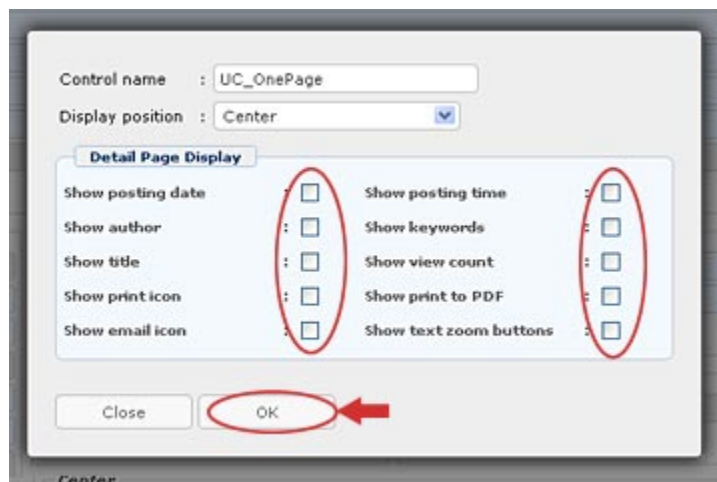 Control name : UC_OnePage
Display position : Center
Detail Page Display
Show posting date : Show posting time :
Show author : Show keywords :
Show title : Show view count :
Show print icon : Show print to PDF :
Show email icon : Show text zoom buttons :
Close OK
Center